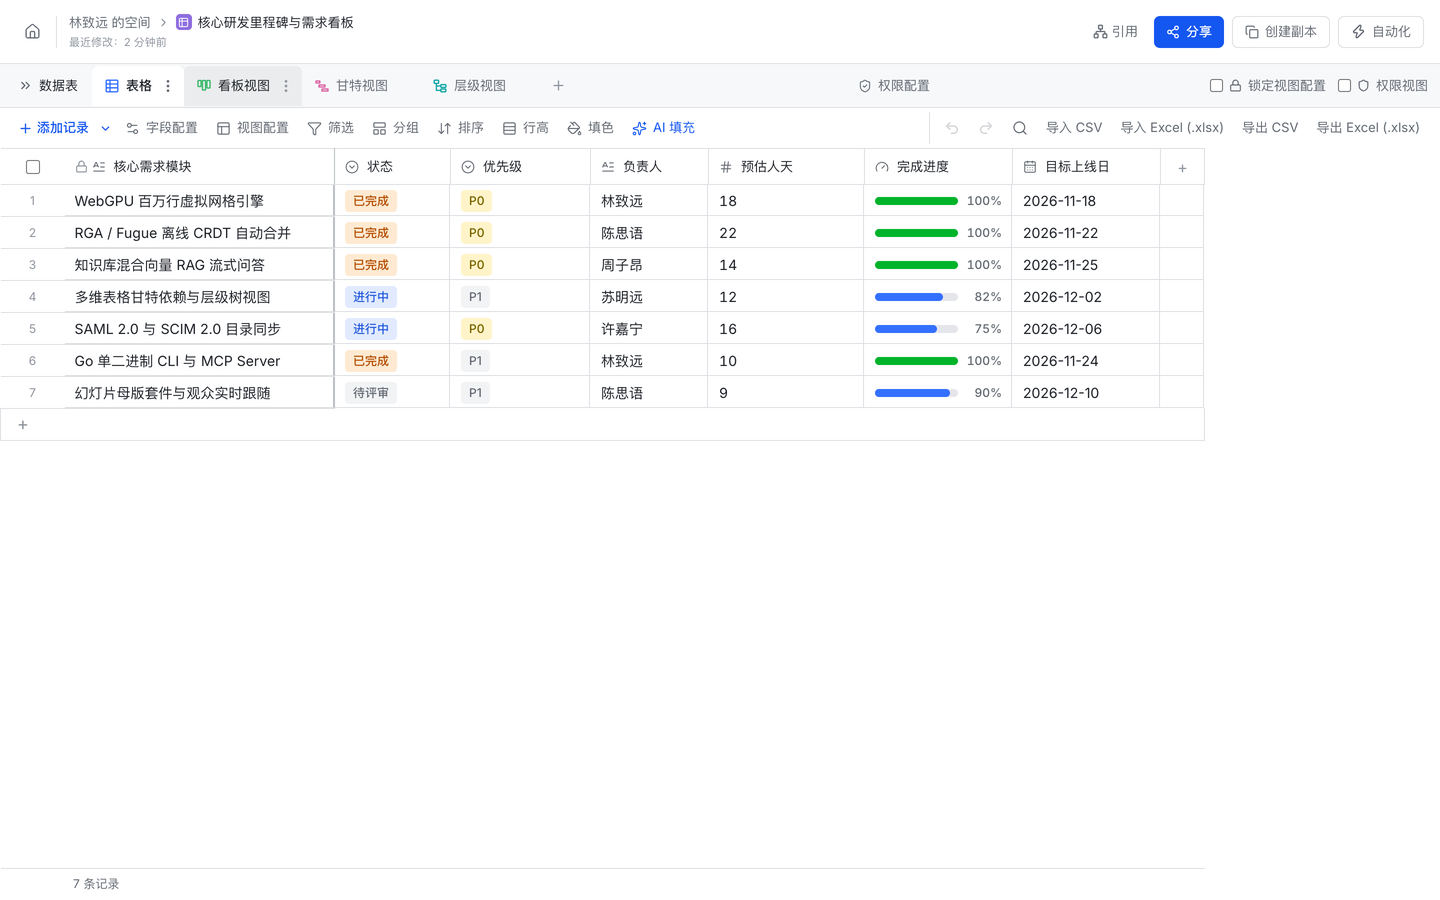 林致远 的空间 核心研发里程碑与需求看板
最近修改：2 分钟前
引用 分享 创建副本 自动化
数据表 表格 看板视图 甘特视图 层级视图 权限配置 锁定视图配置 权限视图
添加记录 字段配置 视图配置 筛选 分组 排序 行高 填色 AI 填充 导入 CSV 导入 Excel (.xlsx) 导出 CSV 导出 Excel (.xlsx)
核心需求模块 状态 优先级 负责人 预估人天 完成进度 目标上线日
1 WebGPU 百万行虚拟网格引擎 已完成 P0 林致远 18 100% 2026-11-18
2 RGA / Fugue 离线 CRDT 自动合并 已完成 P0 陈思语 22 100% 2026-11-22
3 知识库混合向量 RAG 流式问答 已完成 P0 周子昂 14 100% 2026-11-25
4 多维表格甘特依赖与层级树视图 进行中 P1 苏明远 12 82% 2026-12-02
5 SAML 2.0 与 SCIM 2.0 目录同步 进行中 P0 许嘉宁 16 75% 2026-12-06
6 Go 单二进制 CLI 与 MCP Server 已完成 P1 林致远 10 100% 2026-11-24
7 幻灯片母版套件与观众实时跟随 待评审 P1 陈思语 9 90% 2026-12-10
7 条记录